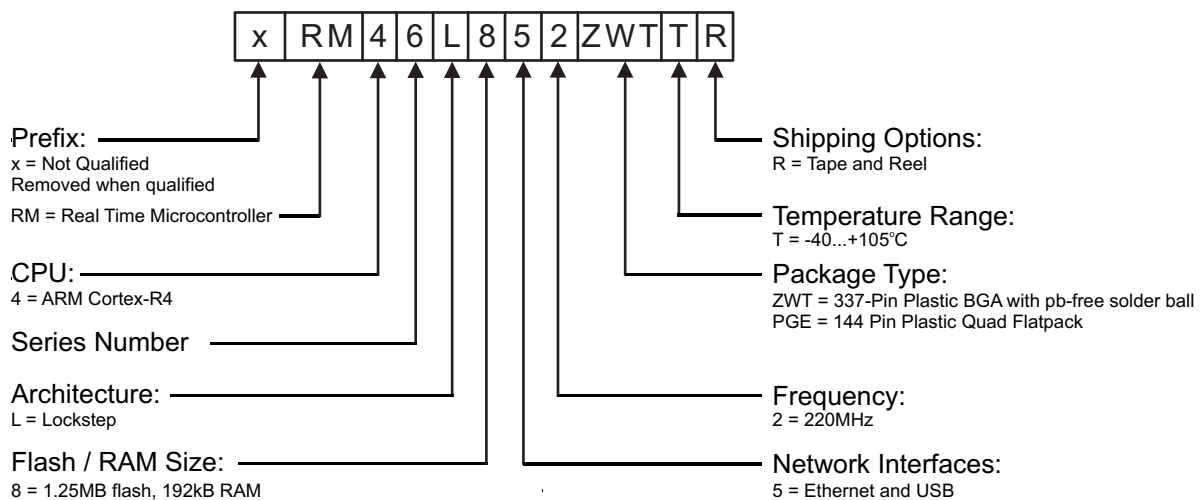 x RM 4 6 L 8 5 2 ZWT T R
Prefix:
x = Not Qualified
Removed when qualified
RM = Real Time Microcontroller
CPU:
4 = ARM Cortex-R4
Series Number
Architecture:
L = Lockstep
Flash / RAM Size:
8 = 1.25MB flash, 192kB RAM
Shipping Options:
R = Tape and Reel
Temperature Range:
T = -40...+105°C
Package Type:
ZWT = 337-Pin Plastic BGA with pb-free solder ball
PGE = 144 Pin Plastic Quad Flatpack
Frequency:
2 = 220MHz
Network Interfaces:
5 = Ethernet and USB